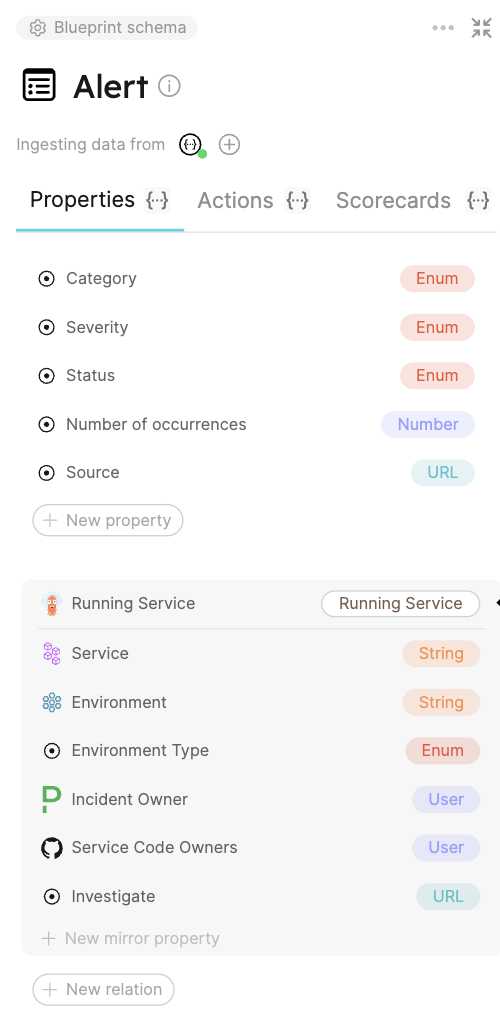 Blueprint schema
Alert
Ingesting data from
Properties {··} Actions {··} Scorecards {··}
Category Enum
Severity Enum
Status Enum
Number of occurrences Number
Source URL
+ New property
Running Service Running Service
Service String
Environment String
Environment Type Enum
Incident Owner User
Service Code Owners User
Investigate URL
+ New mirror property
+ New relation